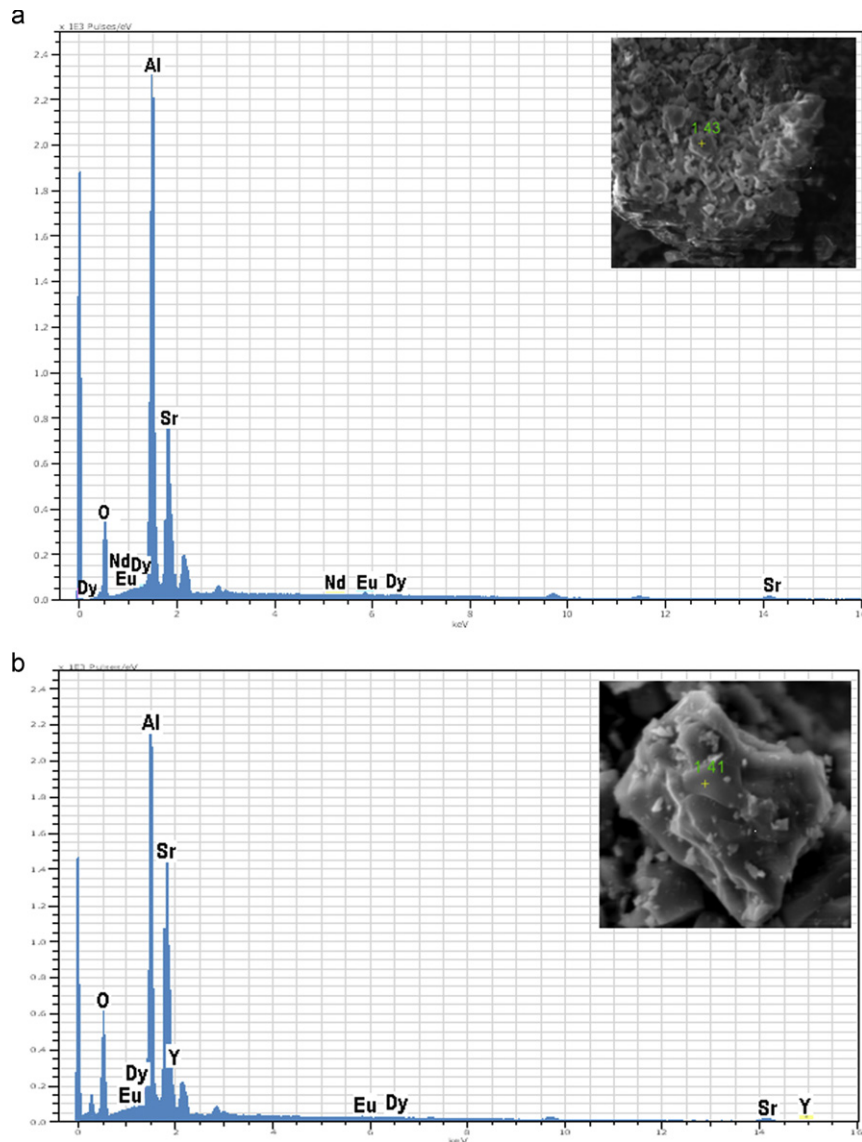 a
x 1E3 Pulses/eV
2.4
2.2
2.0
1.8
1.6
1.4
1.2
1.0
0.8
0.6
0.4
0.2
0.0
Al
Sr
O
Nd Dy
Eu
Dy
Nd Eu Dy
Sr
1 43
0 2 4 6 8 10 12 14 16
keV
b
x 1E3 Pulses/eV
2.4
2.2
2.0
1.8
1.6
1.4
1.2
1.0
0.8
0.6
0.4
0.2
0.0
Al
Sr
O
Dy
Eu
Y
Eu Dy
Sr Y
1 41
0 2 4 6 8 10 12 14 16
keV